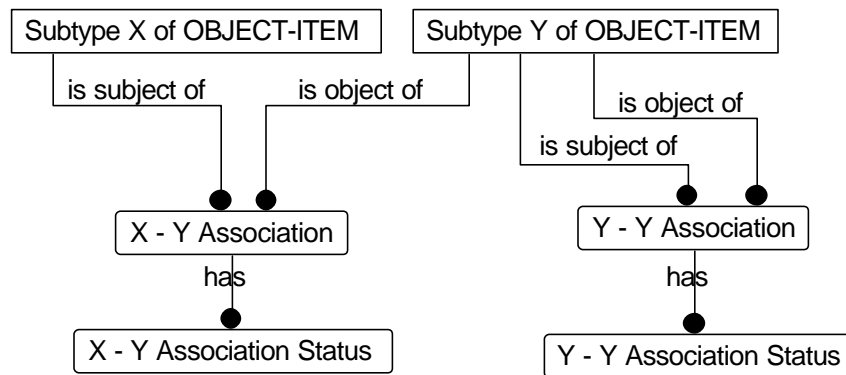 Subtype X of OBJECT-ITEM
Subtype Y of OBJECT-ITEM
is subject of
is object of
is object of
is subject of
X - Y Association
Y - Y Association
has
has
X - Y Association Status
Y - Y Association Status